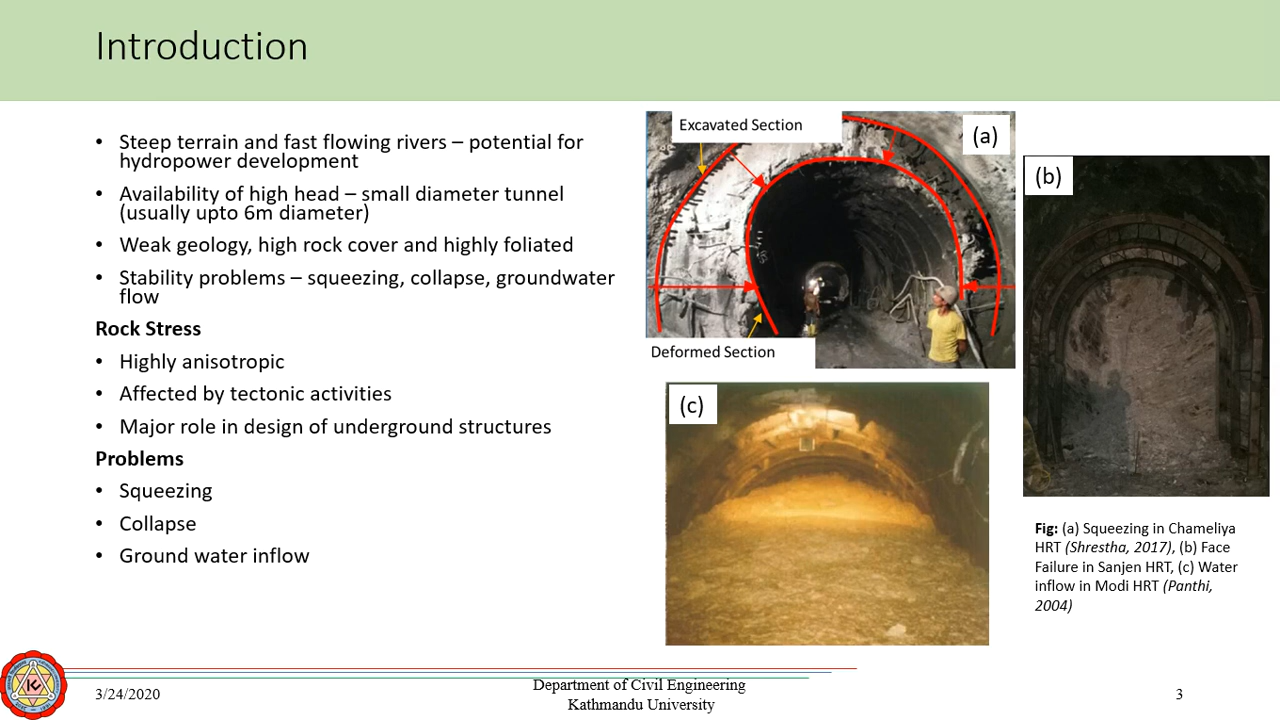 Introduction
• Steep terrain and fast flowing rivers – potential for
hydropower development
• Availability of high head – small diameter tunnel
(usually upto 6m diameter)
• Weak geology, high rock cover and highly foliated
• Stability problems – squeezing, collapse, groundwater
flow
Rock Stress
• Highly anisotropic
• Affected by tectonic activities
• Major role in design of underground structures
Problems
• Squeezing
• Collapse
• Ground water inflow
Excavated Section
(a)
Deformed Section
(b)
(c)
Fig: (a) Squeezing in Chameliya
HRT (Shrestha, 2017), (b) Face
Failure in Sanjen HRT, (c) Water
inflow in Modi HRT (Panthi,
2004)
3/24/2020
Department of Civil Engineering
Kathmandu University
3